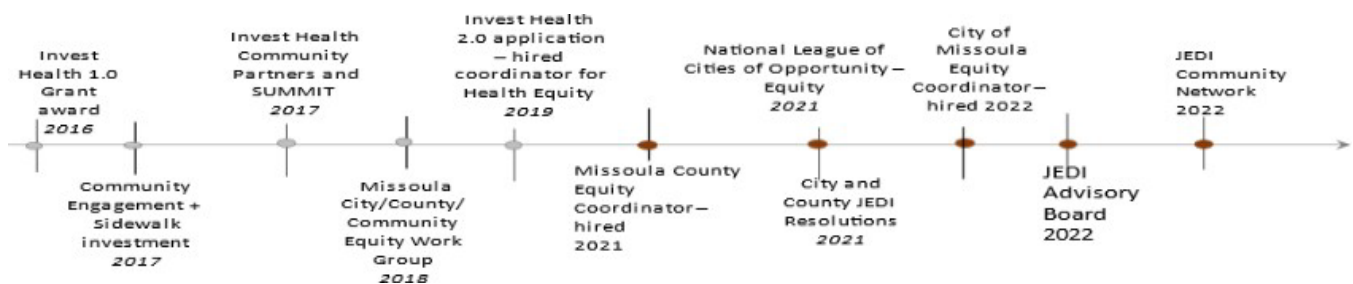 Invest
Health 1.0
Grant
award
2016
Community
Engagement +
Sidewalk
investment
2017
Invest Health
Community
Partners and
SUMMIT
2017
Missoula
City/County/
Community
Equity Work
Group
2018
Invest Health
2.0 application
– hired
coordinator for
Health Equity
2019
Missoula County
Equity
Coordinator–
hired
2021
National League of
Cities of Opportunity –
Equity
2021
City and
County JEDI
Resolutions
2021
City of
Missoula
Equity
Coordinator–
hired 2022
JEDI
Advisory
Board
2022
JEDI
Community
Network
2022